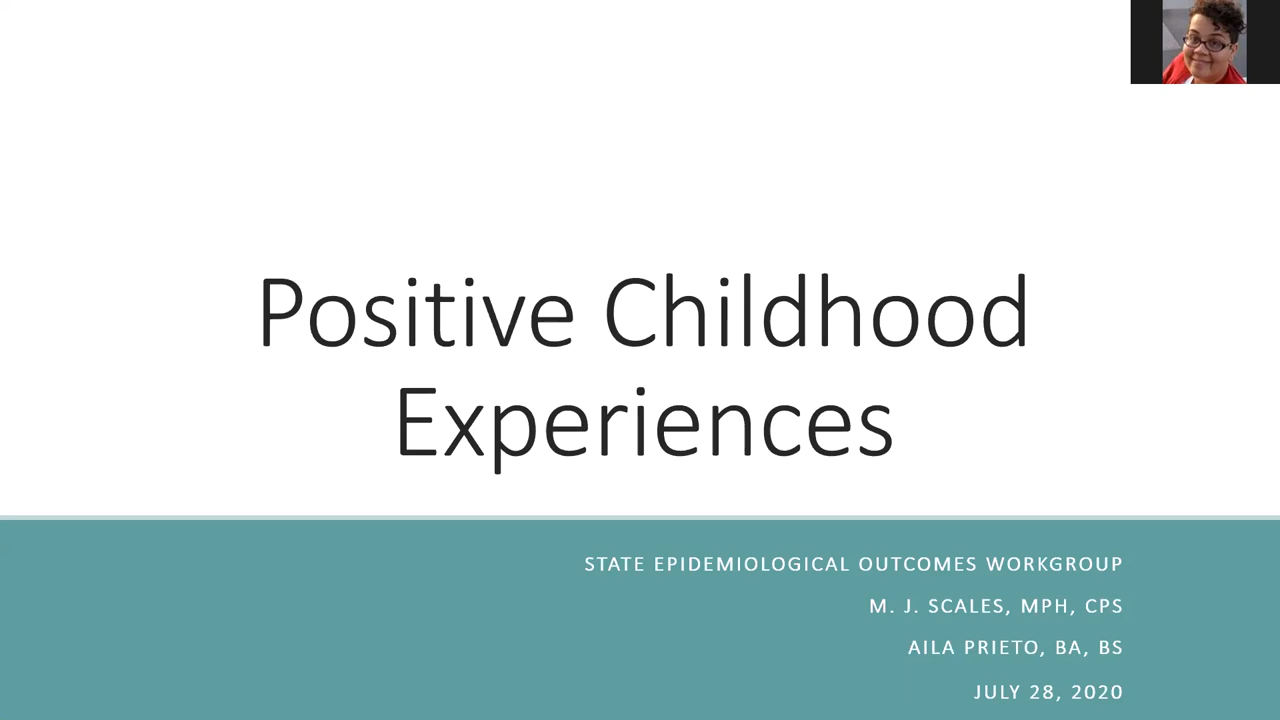 Positive Childhood
Experiences
STATE EPIDEMIOLOGICAL OUTCOMES WORKGROUP
M. J. SCALES, MPH, CPS
AILA PRIETO, BA, BS
JULY 28, 2020